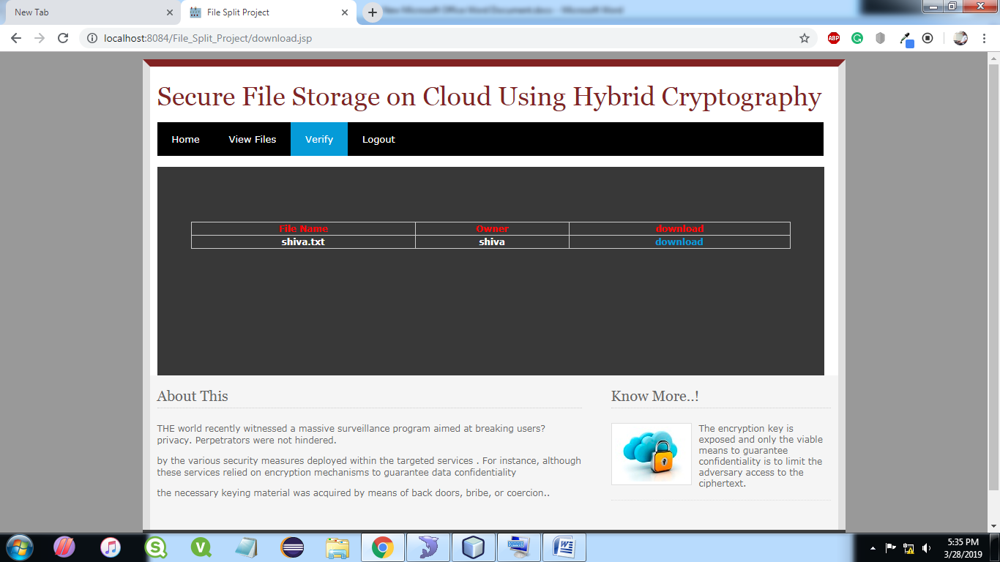 New Tab
File Split Project
New Microsoft Office Word Document.docx - Microsoft Word
localhost:8084/File_Split_Project/download.jsp
ABP
Secure File Storage on Cloud Using Hybrid Cryptography
Home View Files Verify Logout
File Name Owner download
shiva.txt shiva download
About This
THE world recently witnessed a massive surveillance program aimed at breaking users?
privacy. Perpetrators were not hindered.
by the various security measures deployed within the targeted services . For instance, although
these services relied on encryption mechanisms to guarantee data confidentiality
the necessary keying material was acquired by means of back doors, bribe, or coercion..
Know More..!
The encryption key is
exposed and only the viable
means to guarantee
confidentiality is to limit the
adversary access to the
ciphertext.
5:35 PM
3/28/2019